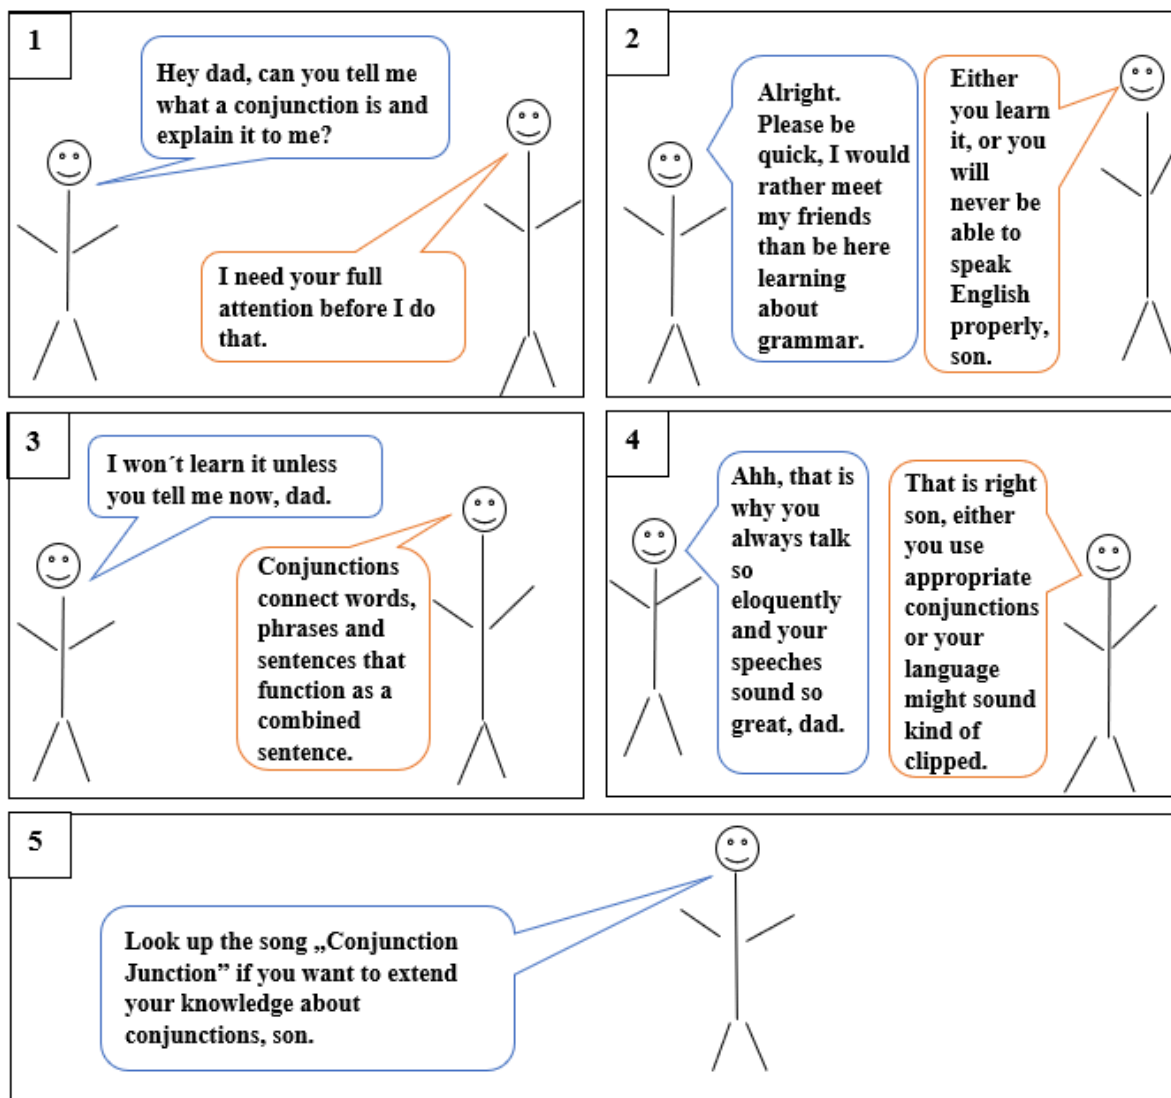 1
Hey dad, can you tell me
what a conjunction is and
explain it to me?
I need your full
attention before I do
that.
2
Alright.
Please be
quick, I would
rather meet
my friends
than be here
learning
about
grammar.
Either
you learn
it, or you
will
never be
able to
speak
English
properly,
son.
3
I won´t learn it unless
you tell me now, dad.
Conjunctions
connect words,
phrases and
sentences that
function as a
combined
sentence.
4
Ahh, that is
why you
always talk
so
eloquently
and your
speeches
sound so
great, dad.
That is right
son, either
you use
appropriate
conjunctions
or your
language
might sound
kind of
clipped.
5
Look up the song „Conjunction
Junction” if you want to extend
your knowledge about
conjunctions, son.